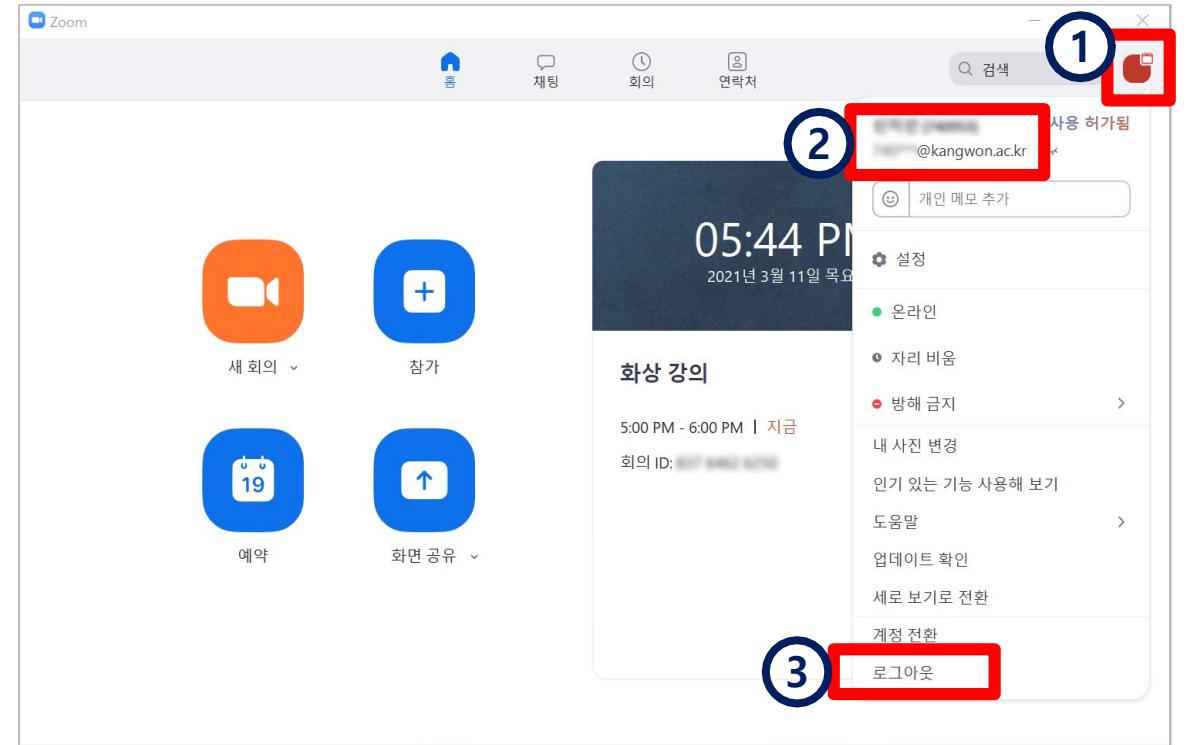 Zoom
1
홈
채팅
회의
연락처
검색
2
사용 허가됨
@kangwon.ac.kr
개인 메모 추가
05:44 P
2021년 3월 11일 목요
설정
온라인
자리 비움
방해 금지
새 회의
참가
화상 강의
5:00 PM - 6:00 PM | 지금
회의 ID:
내 사진 변경
인기 있는 기능 사용해 보기
도움말
업데이트 확인
세로 보기로 전환
19
예약
화면 공유
계정 전환
3
로그아웃